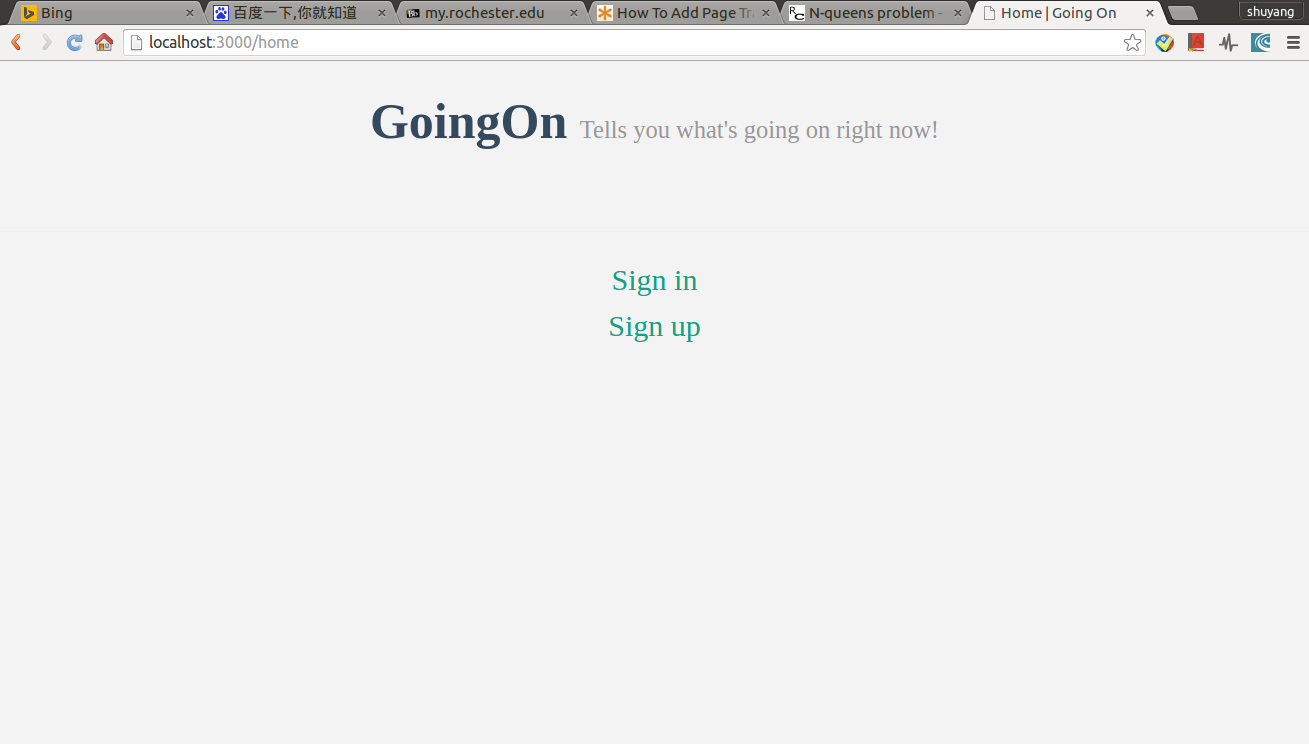 Bing
百度一下,你就知道
my.rochester.edu
How To Add Page Tr
N-queens problem -
Home | Going On
shuyang
localhost:3000/home
GoingOn Tells you what's going on right now!
Sign in
Sign up